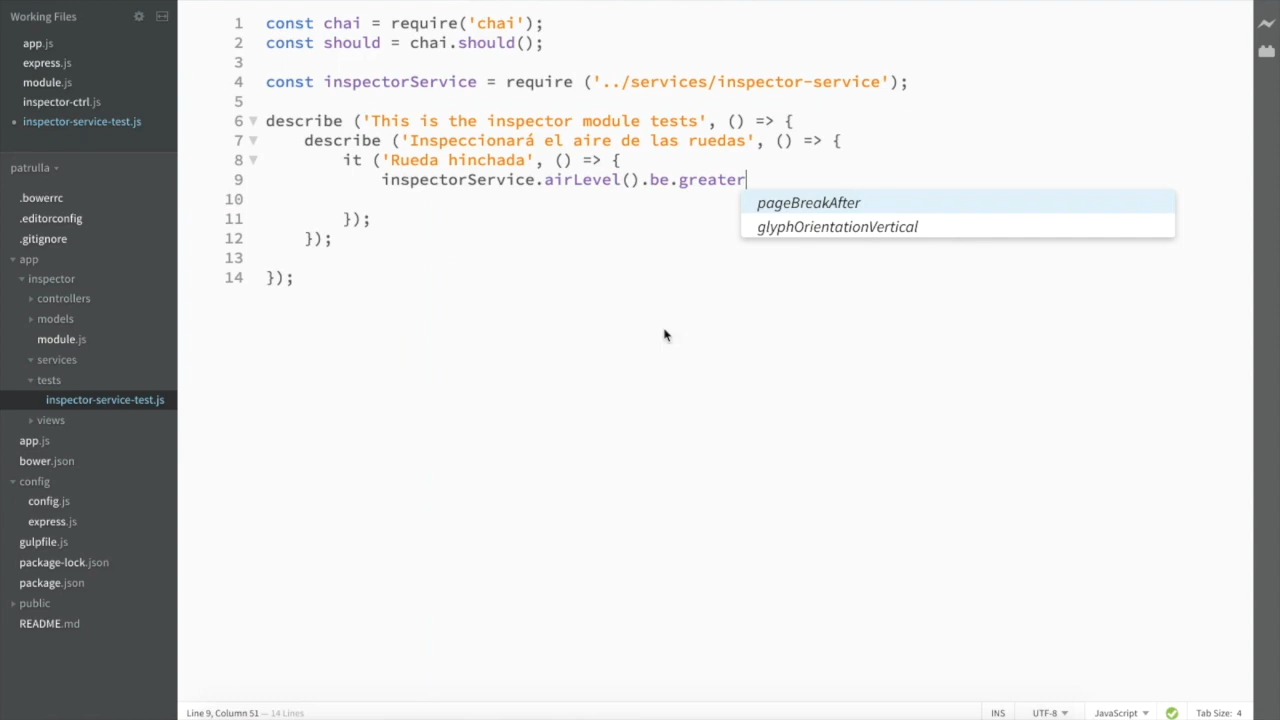 Working Files
app.js
express.js
module.js
inspector-ctrl.js
inspector-service-test.js
patrulla
.bowerrc
.editorconfig
.gitignore
app
inspector
controllers
models
module.js
services
tests
inspector-service-test.js
views
app.js
bower.json
config
config.js
express.js
gulpfile.js
package-lock.json
package.json
public
README.md
1 const chai = require('chai');
2 const should = chai.should();
3
4 const inspectorService = require ('../services/inspector-service');
5
6 describe ('This is the inspector module tests', () => {
7 describe ('Inspeccionará el aire de las ruedas', () => {
8 it ('Rueda hinchada', () => {
9 inspectorService.airLevel().be.greater
10
11 });
12 });
13
14 });
pageBreakAfter
glyphOrientationVertical
Line 9, Column 51 — 14 Lines
INS
UTF-8
JavaScript
Tab Size: 4